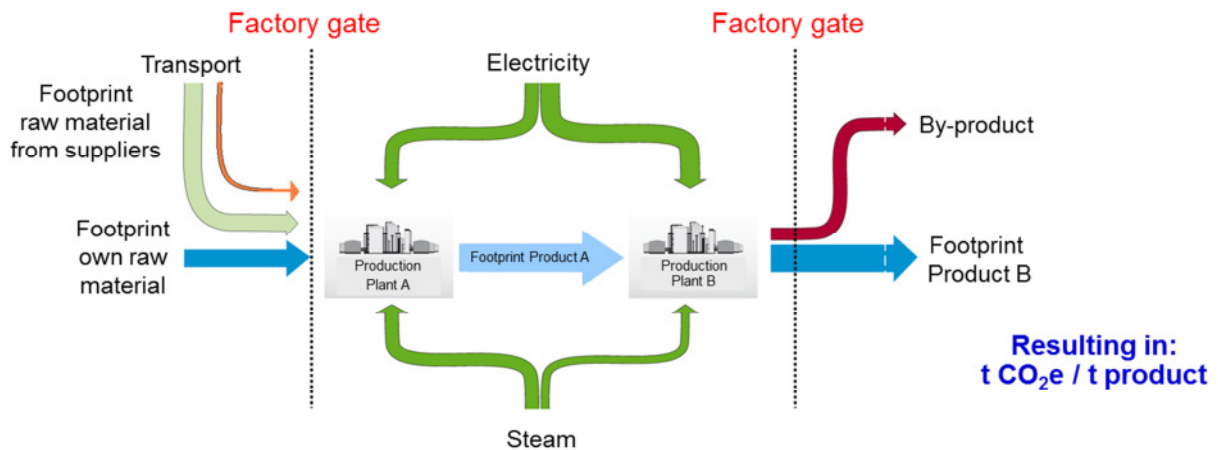 Factory gate
Factory gate
Transport
Electricity
Footprint
raw material
from suppliers
By-product
Footprint
own raw
material
Production
Plant A
Footprint Product A
Production
Plant B
Footprint
Product B
Resulting in:
t CO₂e / t product
Steam